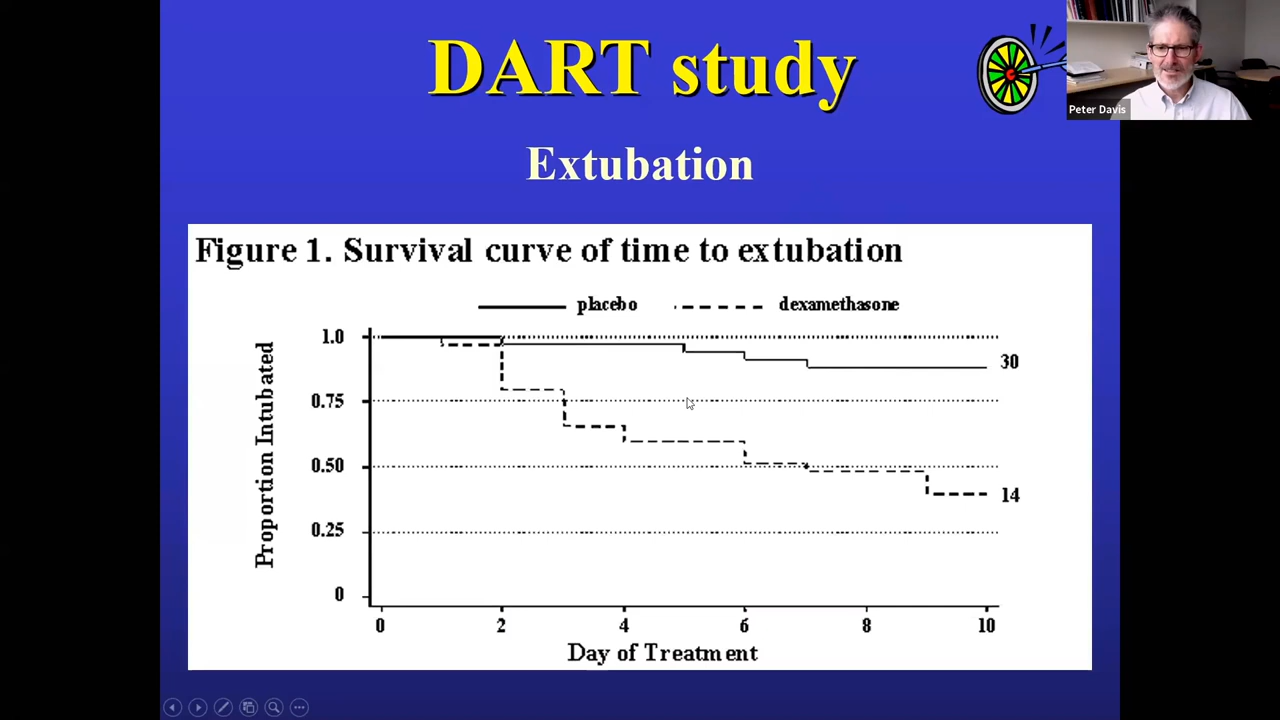 DART study
Peter Davis
Extubation
Figure 1. Survival curve of time to extubation
placebo
dexamethasone
1.0
0.75
0.50
0.25
0
Proportion Intubated
30
14
0 2 4 6 8 10
Day of Treatment